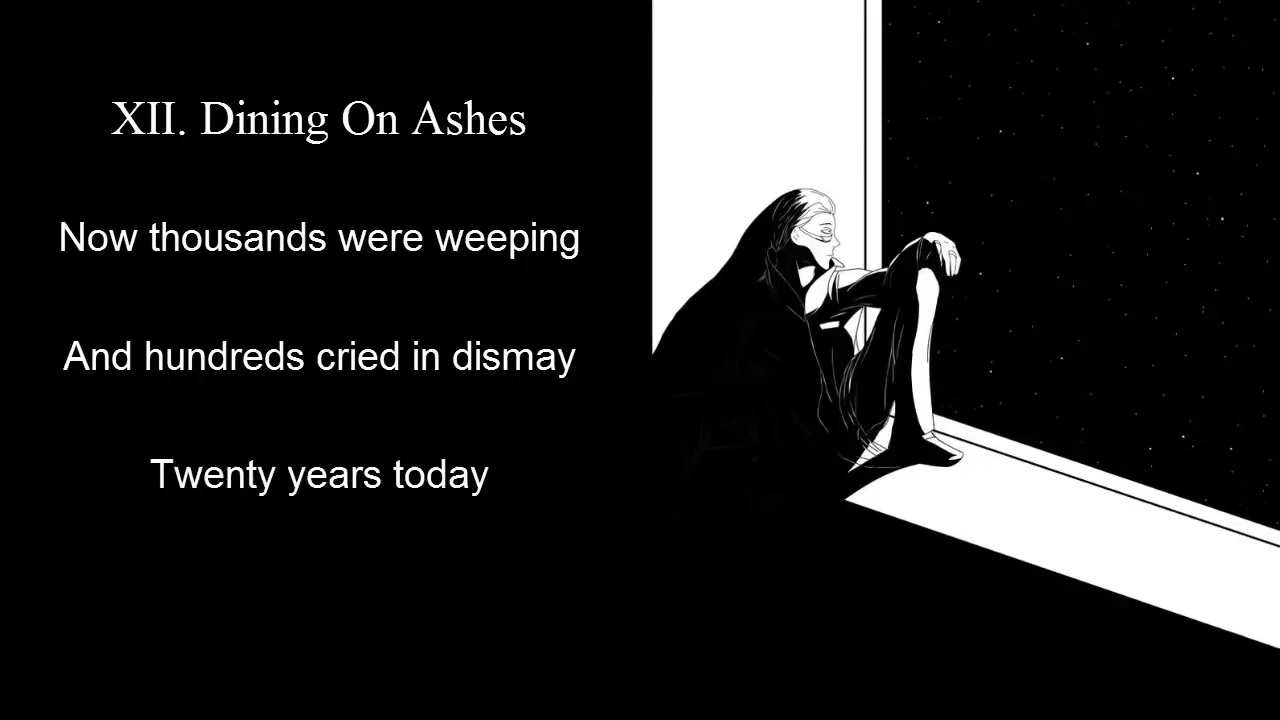 XII. Dining On Ashes
Now thousands were weeping
And hundreds cried in dismay
Twenty years today